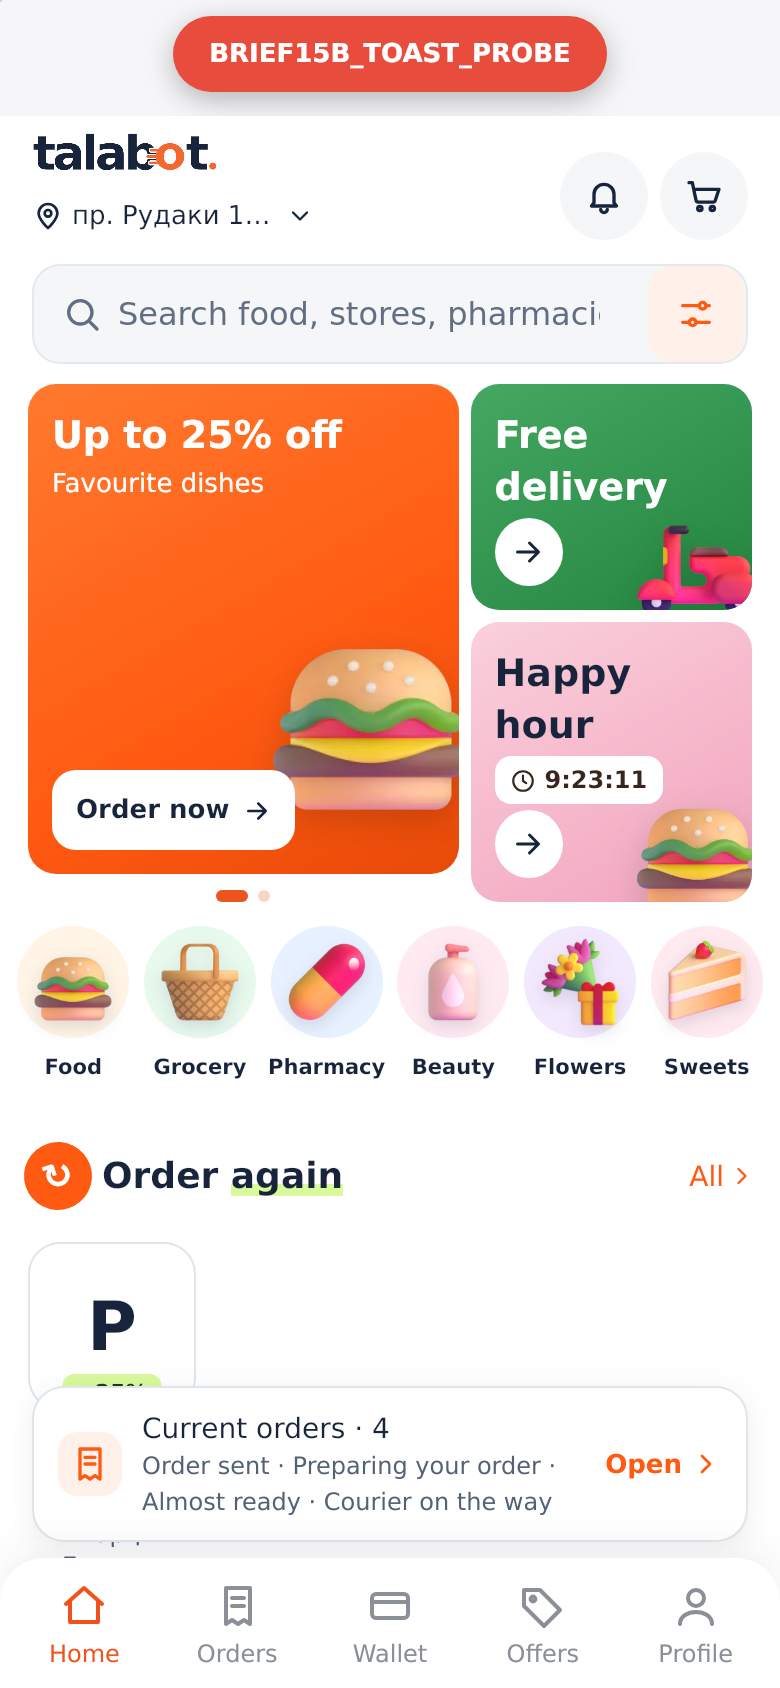 BRIEF15B_TOAST_PROBE
talabot.
пр. Рудаки 1...
Search food, stores, pharmaci
Up to 25% off
Favourite dishes
Order now
Free
delivery
Happy
hour
9:23:11
Food
Grocery
Pharmacy
Beauty
Flowers
Sweets
Order again
All
P
Current orders · 4
Order sent · Preparing your order ·
Almost ready · Courier on the way
Open
Home
Orders
Wallet
Offers
Profile